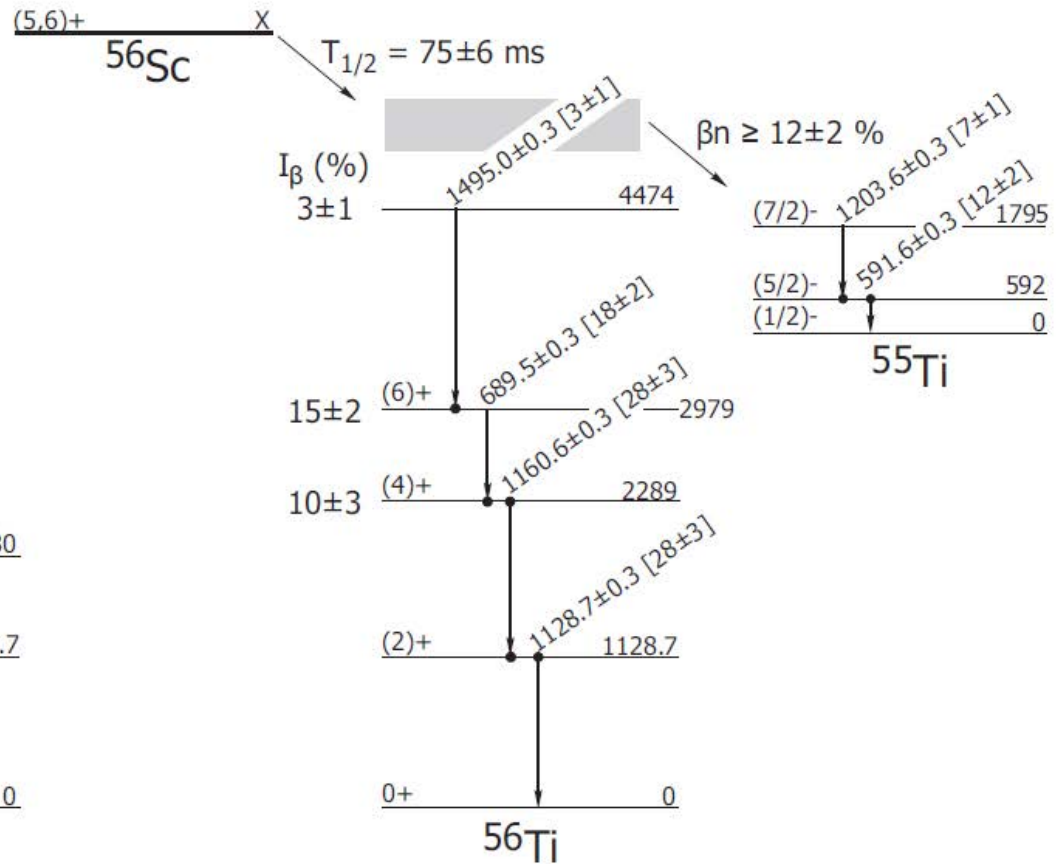 (5,6)+ X
⁵⁶Sc
T1/2 = 75±6 ms
βn ≥ 12±2 %
Iβ (%)
1495.0±0.3 [3±1]
3±1 4474
689.5±0.3 [18±2]
15±2 (6)+ 2979
1160.6±0.3 [28±3]
10±3 (4)+ 2289
1128.7±0.3 [28±3]
(2)+ 1128.7
0+ 0
⁵⁶Ti
1203.6±0.3 [7±1]
(7/2)- 1795
591.6±0.3 [12±2]
(5/2)- 592
(1/2)- 0
⁵⁵Ti
.7
0